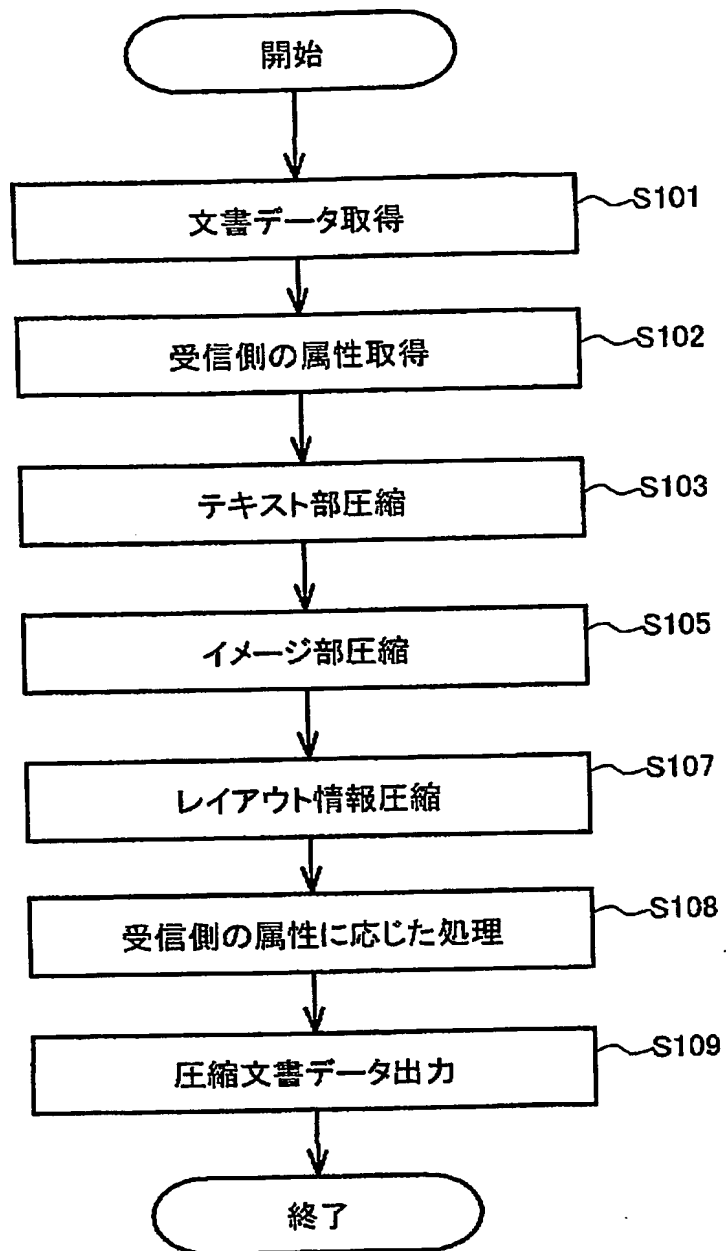 開始
文書データ取得
S101
受信側の属性取得
S102
テキスト部圧縮
S103
イメージ部圧縮
S105
レイアウト情報圧縮
S107
受信側の属性に応じた処理
S108
圧縮文書データ出力
S109
終了